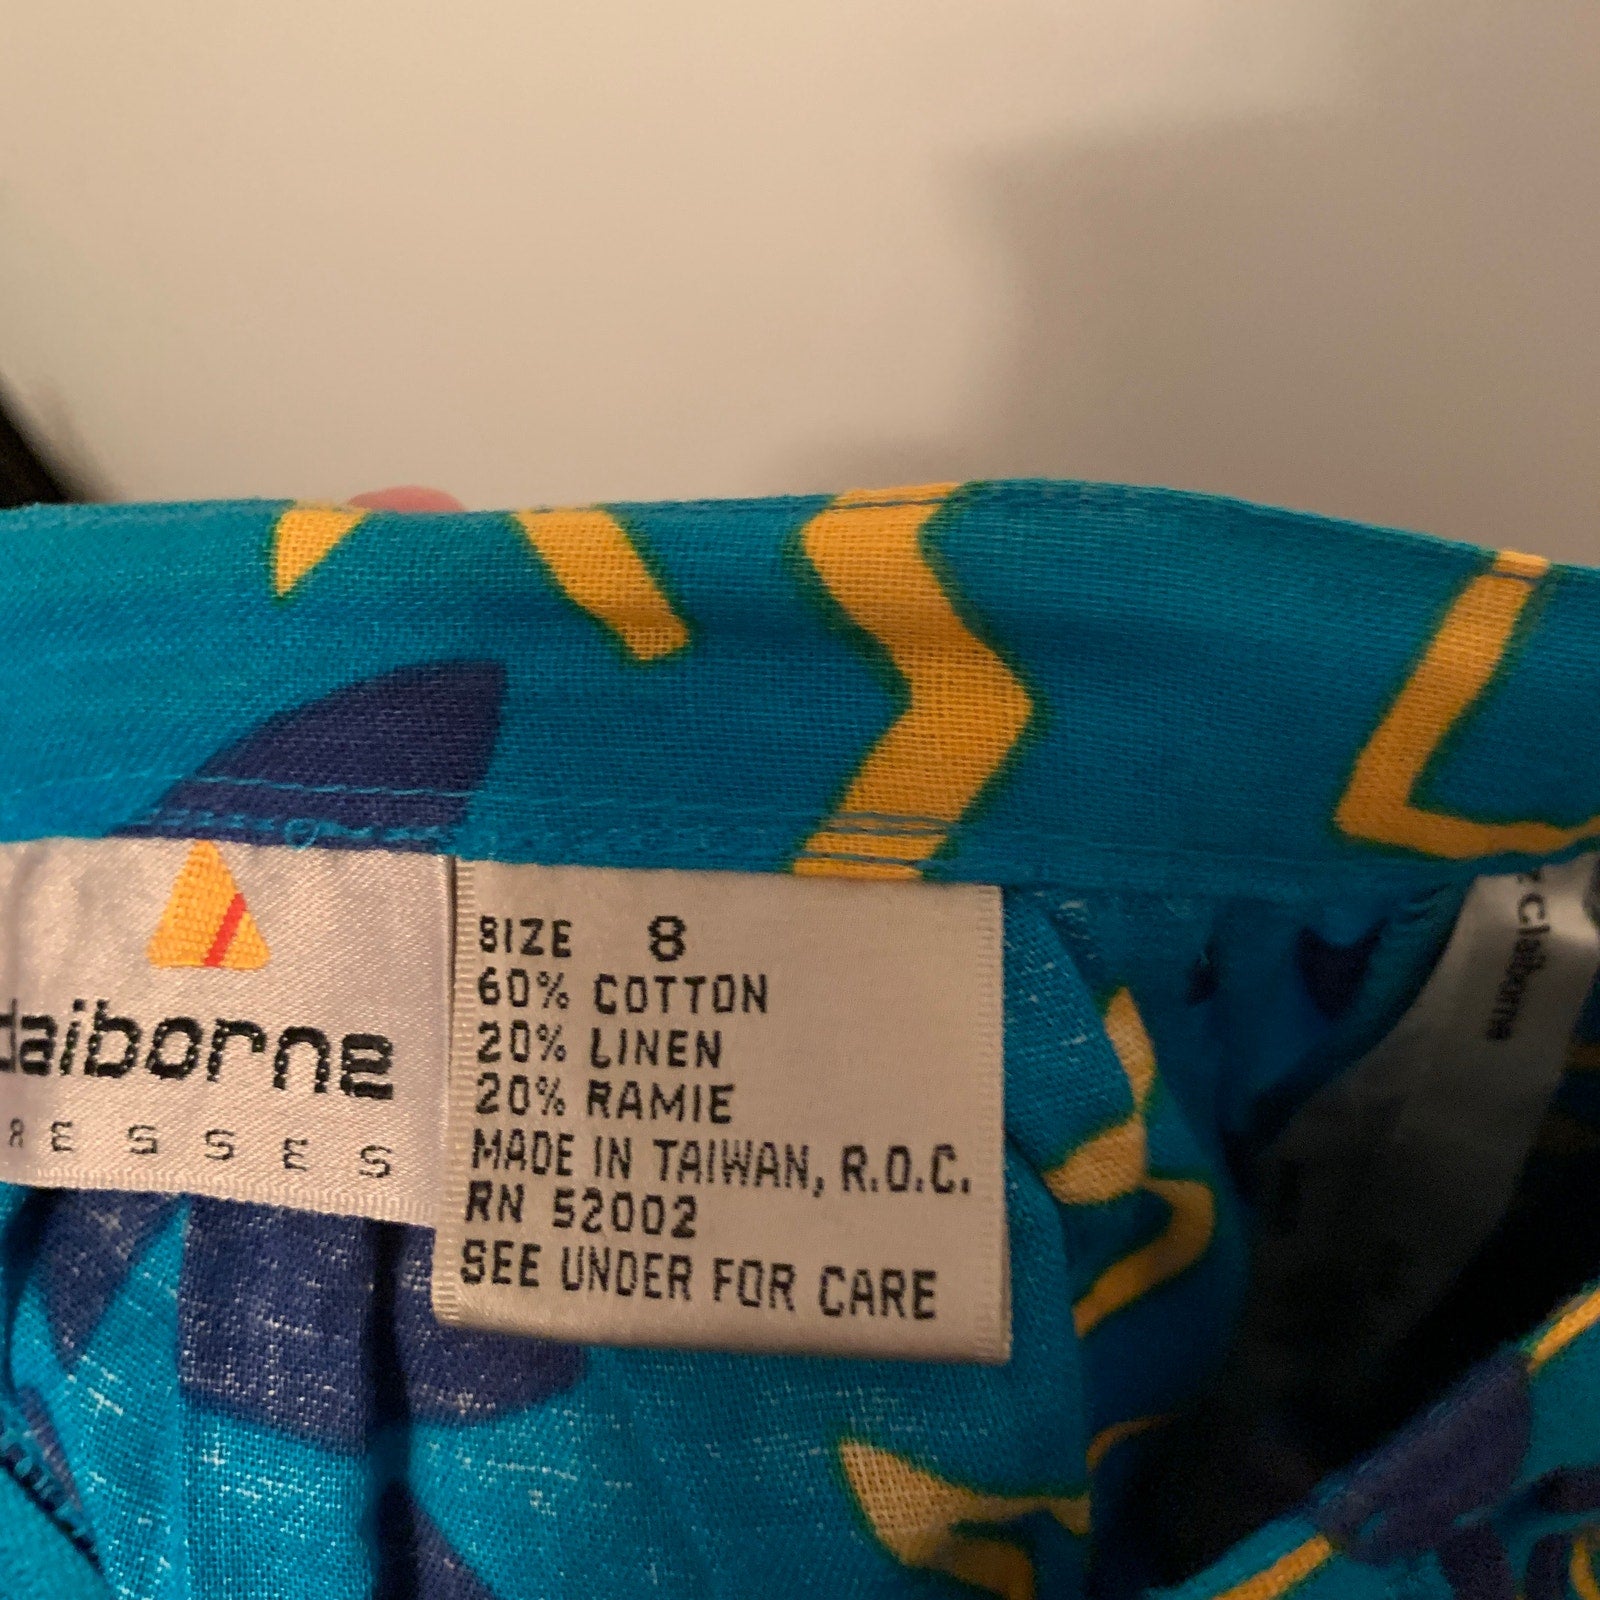 claiborne
RESSES
SIZE 8
60% COTTON
20% LINEN
20% RAMIE
MADE IN TAIWAN, R.O.C.
RN 52002
SEE UNDER FOR CARE
Claiborne